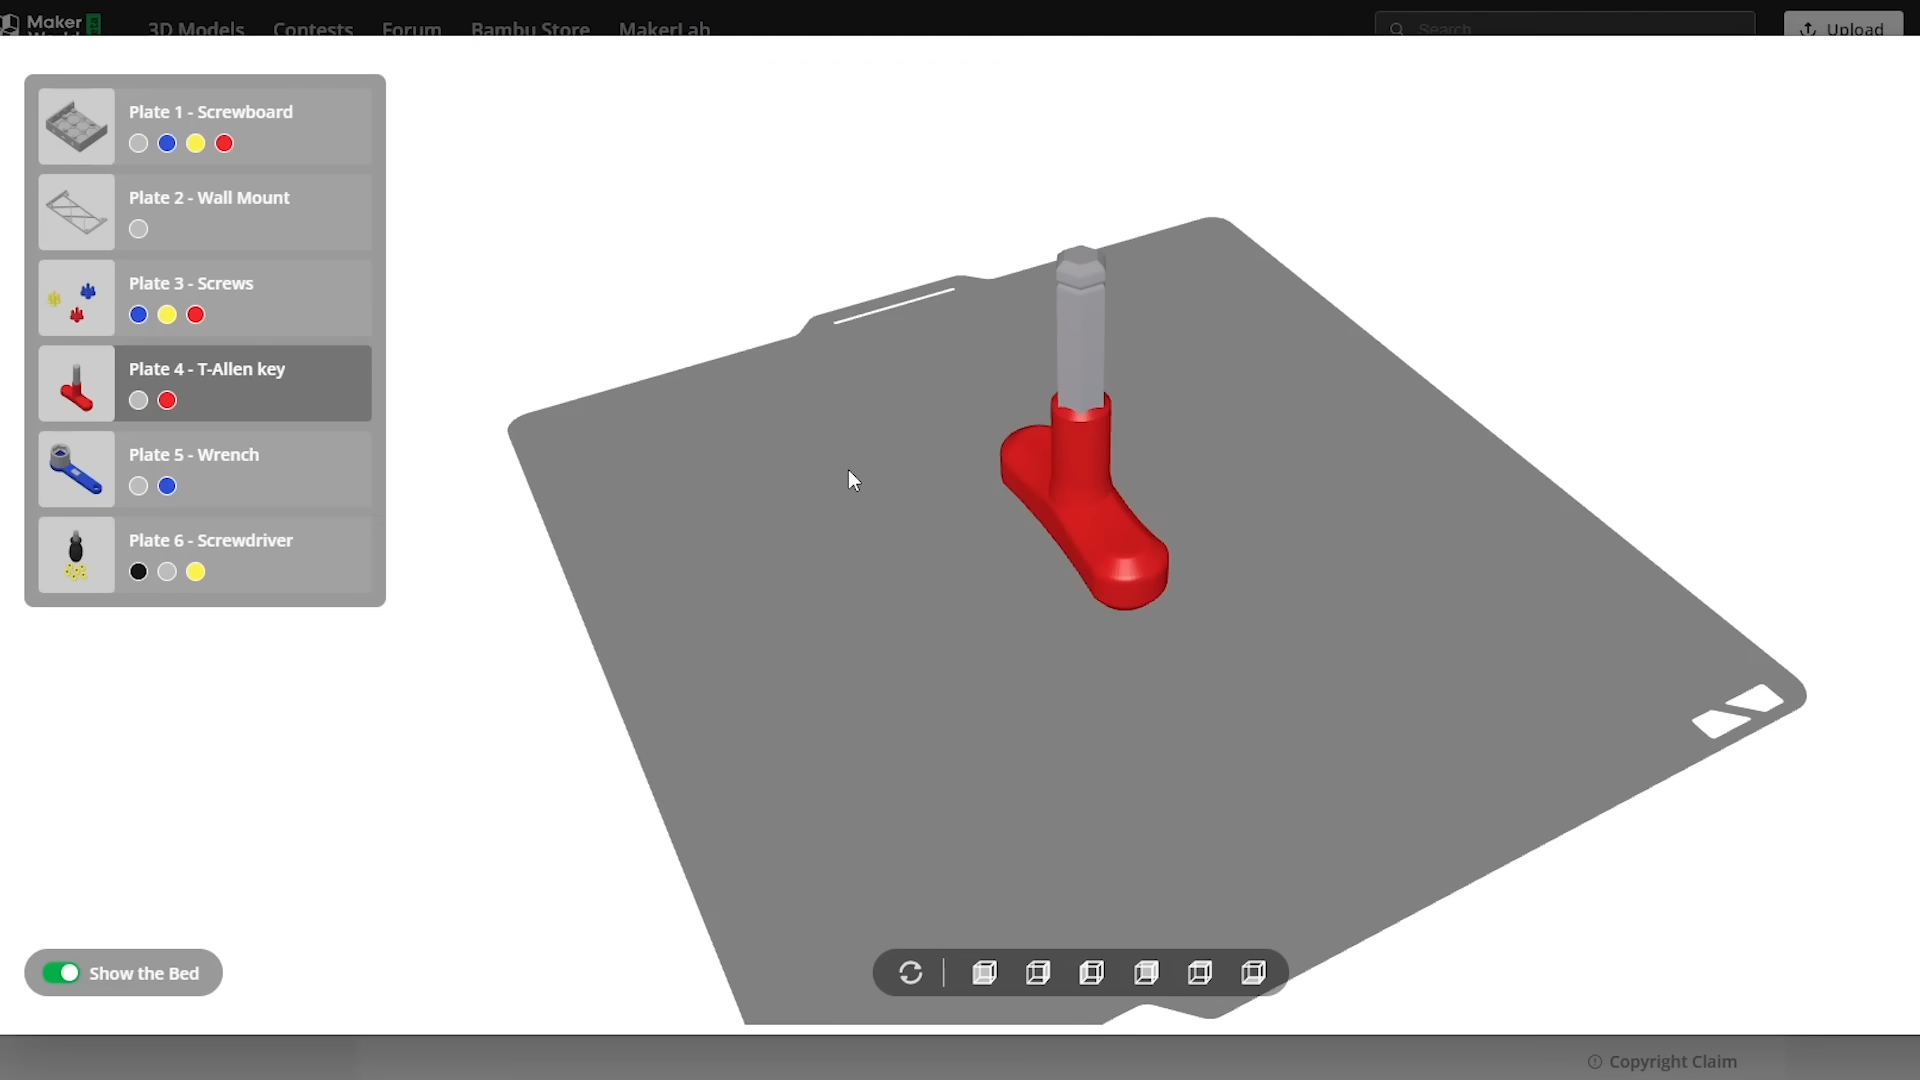 Maker
World
3D Models
Contests
Forum
Bambu Store
MakerLab
Search
Upload
Plate 1 - Screwboard
Plate 2 - Wall Mount
Plate 3 - Screws
Plate 4 - T-Allen key
Plate 5 - Wrench
Plate 6 - Screwdriver
Show the Bed
Copyright Claim